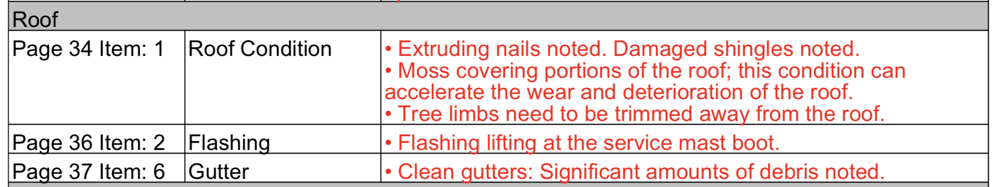 Roof
Page 34 Item: 1 Roof Condition • Extruding nails noted. Damaged shingles noted.
• Moss covering portions of the roof; this condition can
accelerate the wear and deterioration of the roof.
• Tree limbs need to be trimmed away from the roof.
Page 36 Item: 2 Flashing • Flashing lifting at the service mast boot.
Page 37 Item: 6 Gutter • Clean gutters: Significant amounts of debris noted.